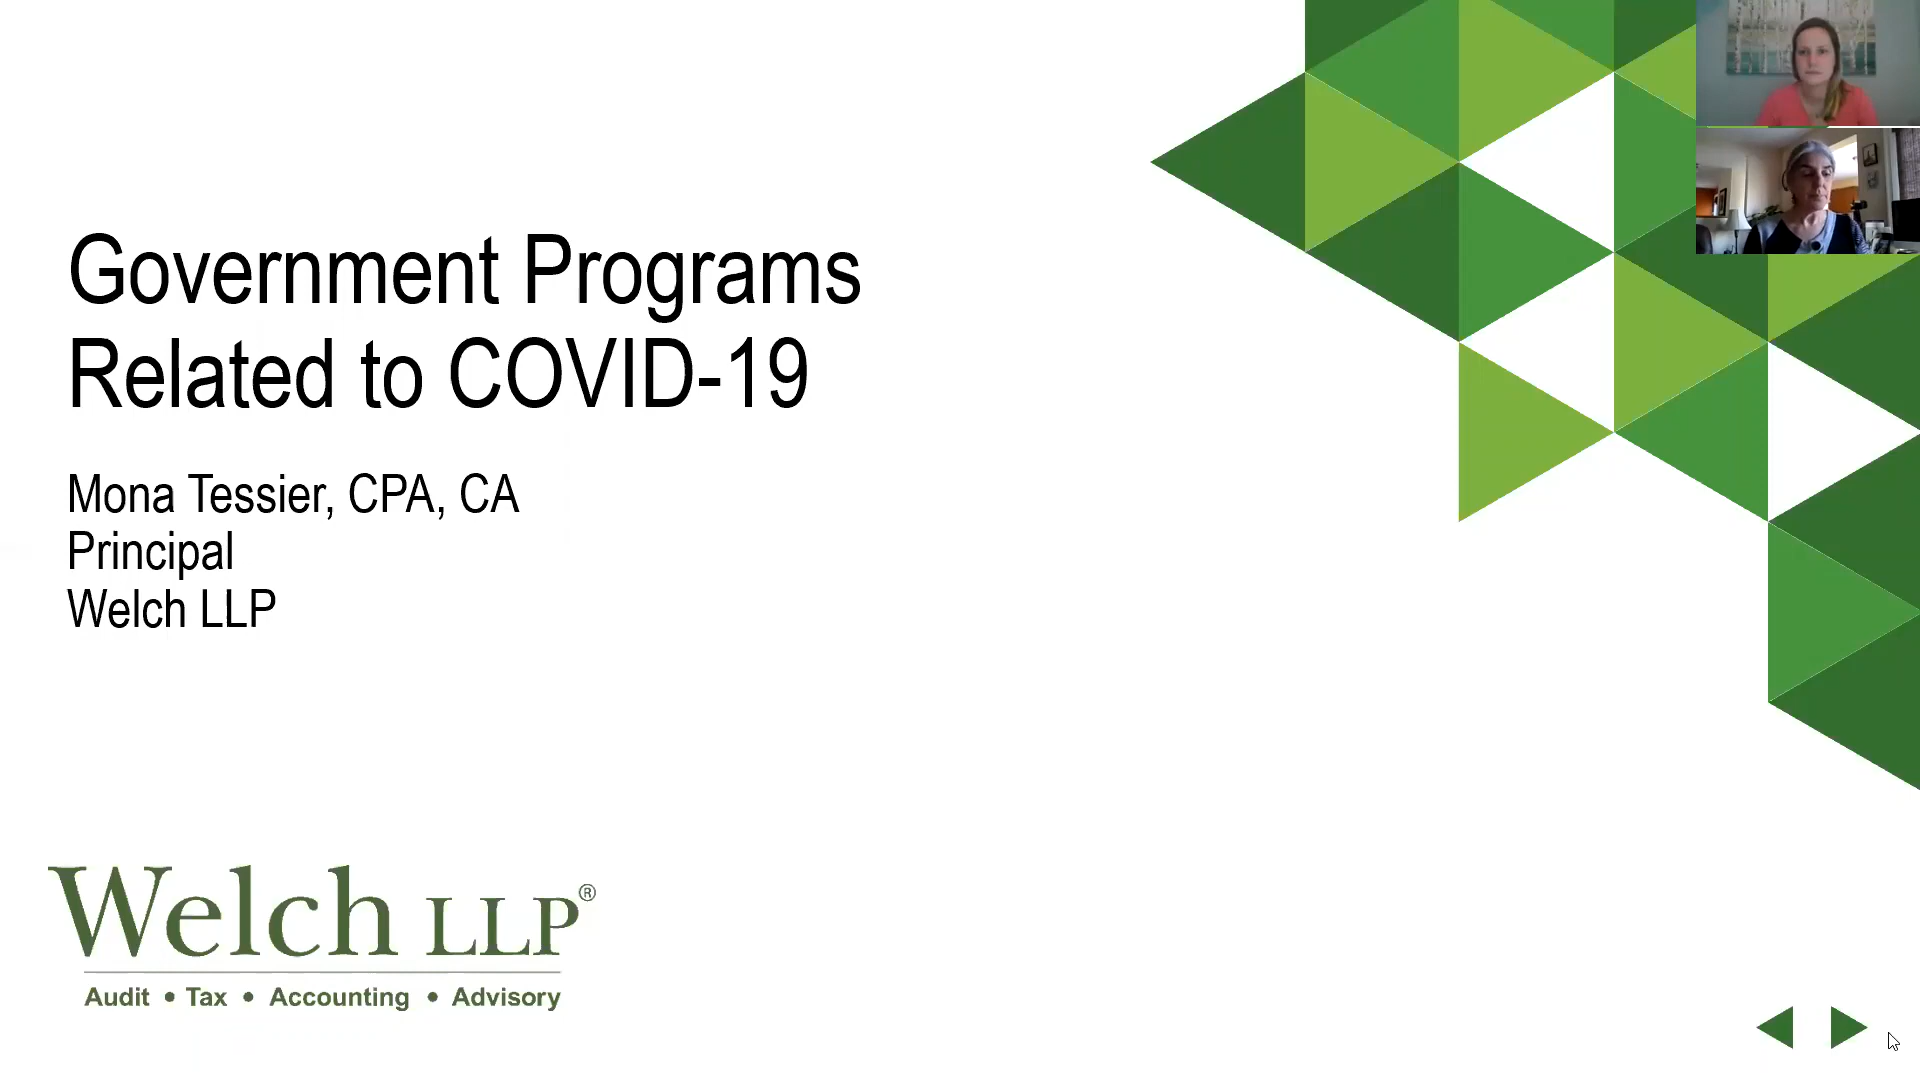 Government Programs
Related to COVID-19
Mona Tessier, CPA, CA
Principal
Welch LLP
Welch LLP®
Audit • Tax • Accounting • Advisory